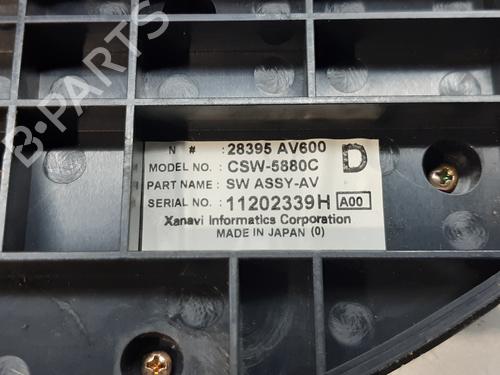 B-PARTS
N #: 28395 AV600
D
MODEL NO.: CSW-5880C
PART NAME: SW ASSY-AV
SERIAL NO.: 11202339H A00
Xanavi Informatics Corporation
MADE IN JAPAN (0)